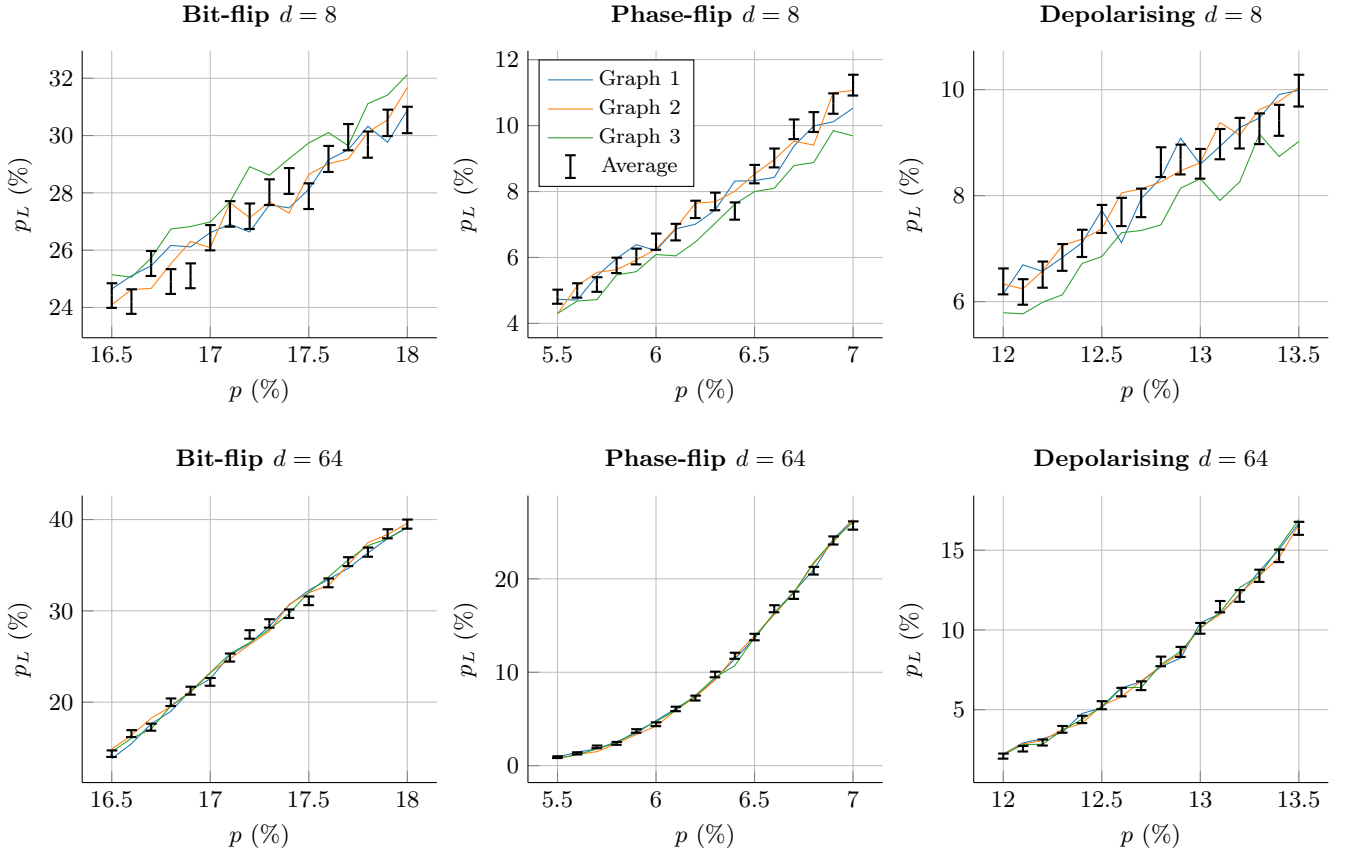 Bit-flip d = 8
Phase-flip d = 8
Depolarising d = 8
p_L (%)
32
30
28
26
24
16.5 17 17.5 18
p (%)
p_L (%)
12
10
8
6
4
5.5 6 6.5 7
p (%)
Graph 1
Graph 2
Graph 3
Average
p_L (%)
10
8
6
12 12.5 13 13.5
p (%)
Bit-flip d = 64
Phase-flip d = 64
Depolarising d = 64
p_L (%)
40
30
20
16.5 17 17.5 18
p (%)
p_L (%)
20
10
0
5.5 6 6.5 7
p (%)
p_L (%)
15
10
5
12 12.5 13 13.5
p (%)